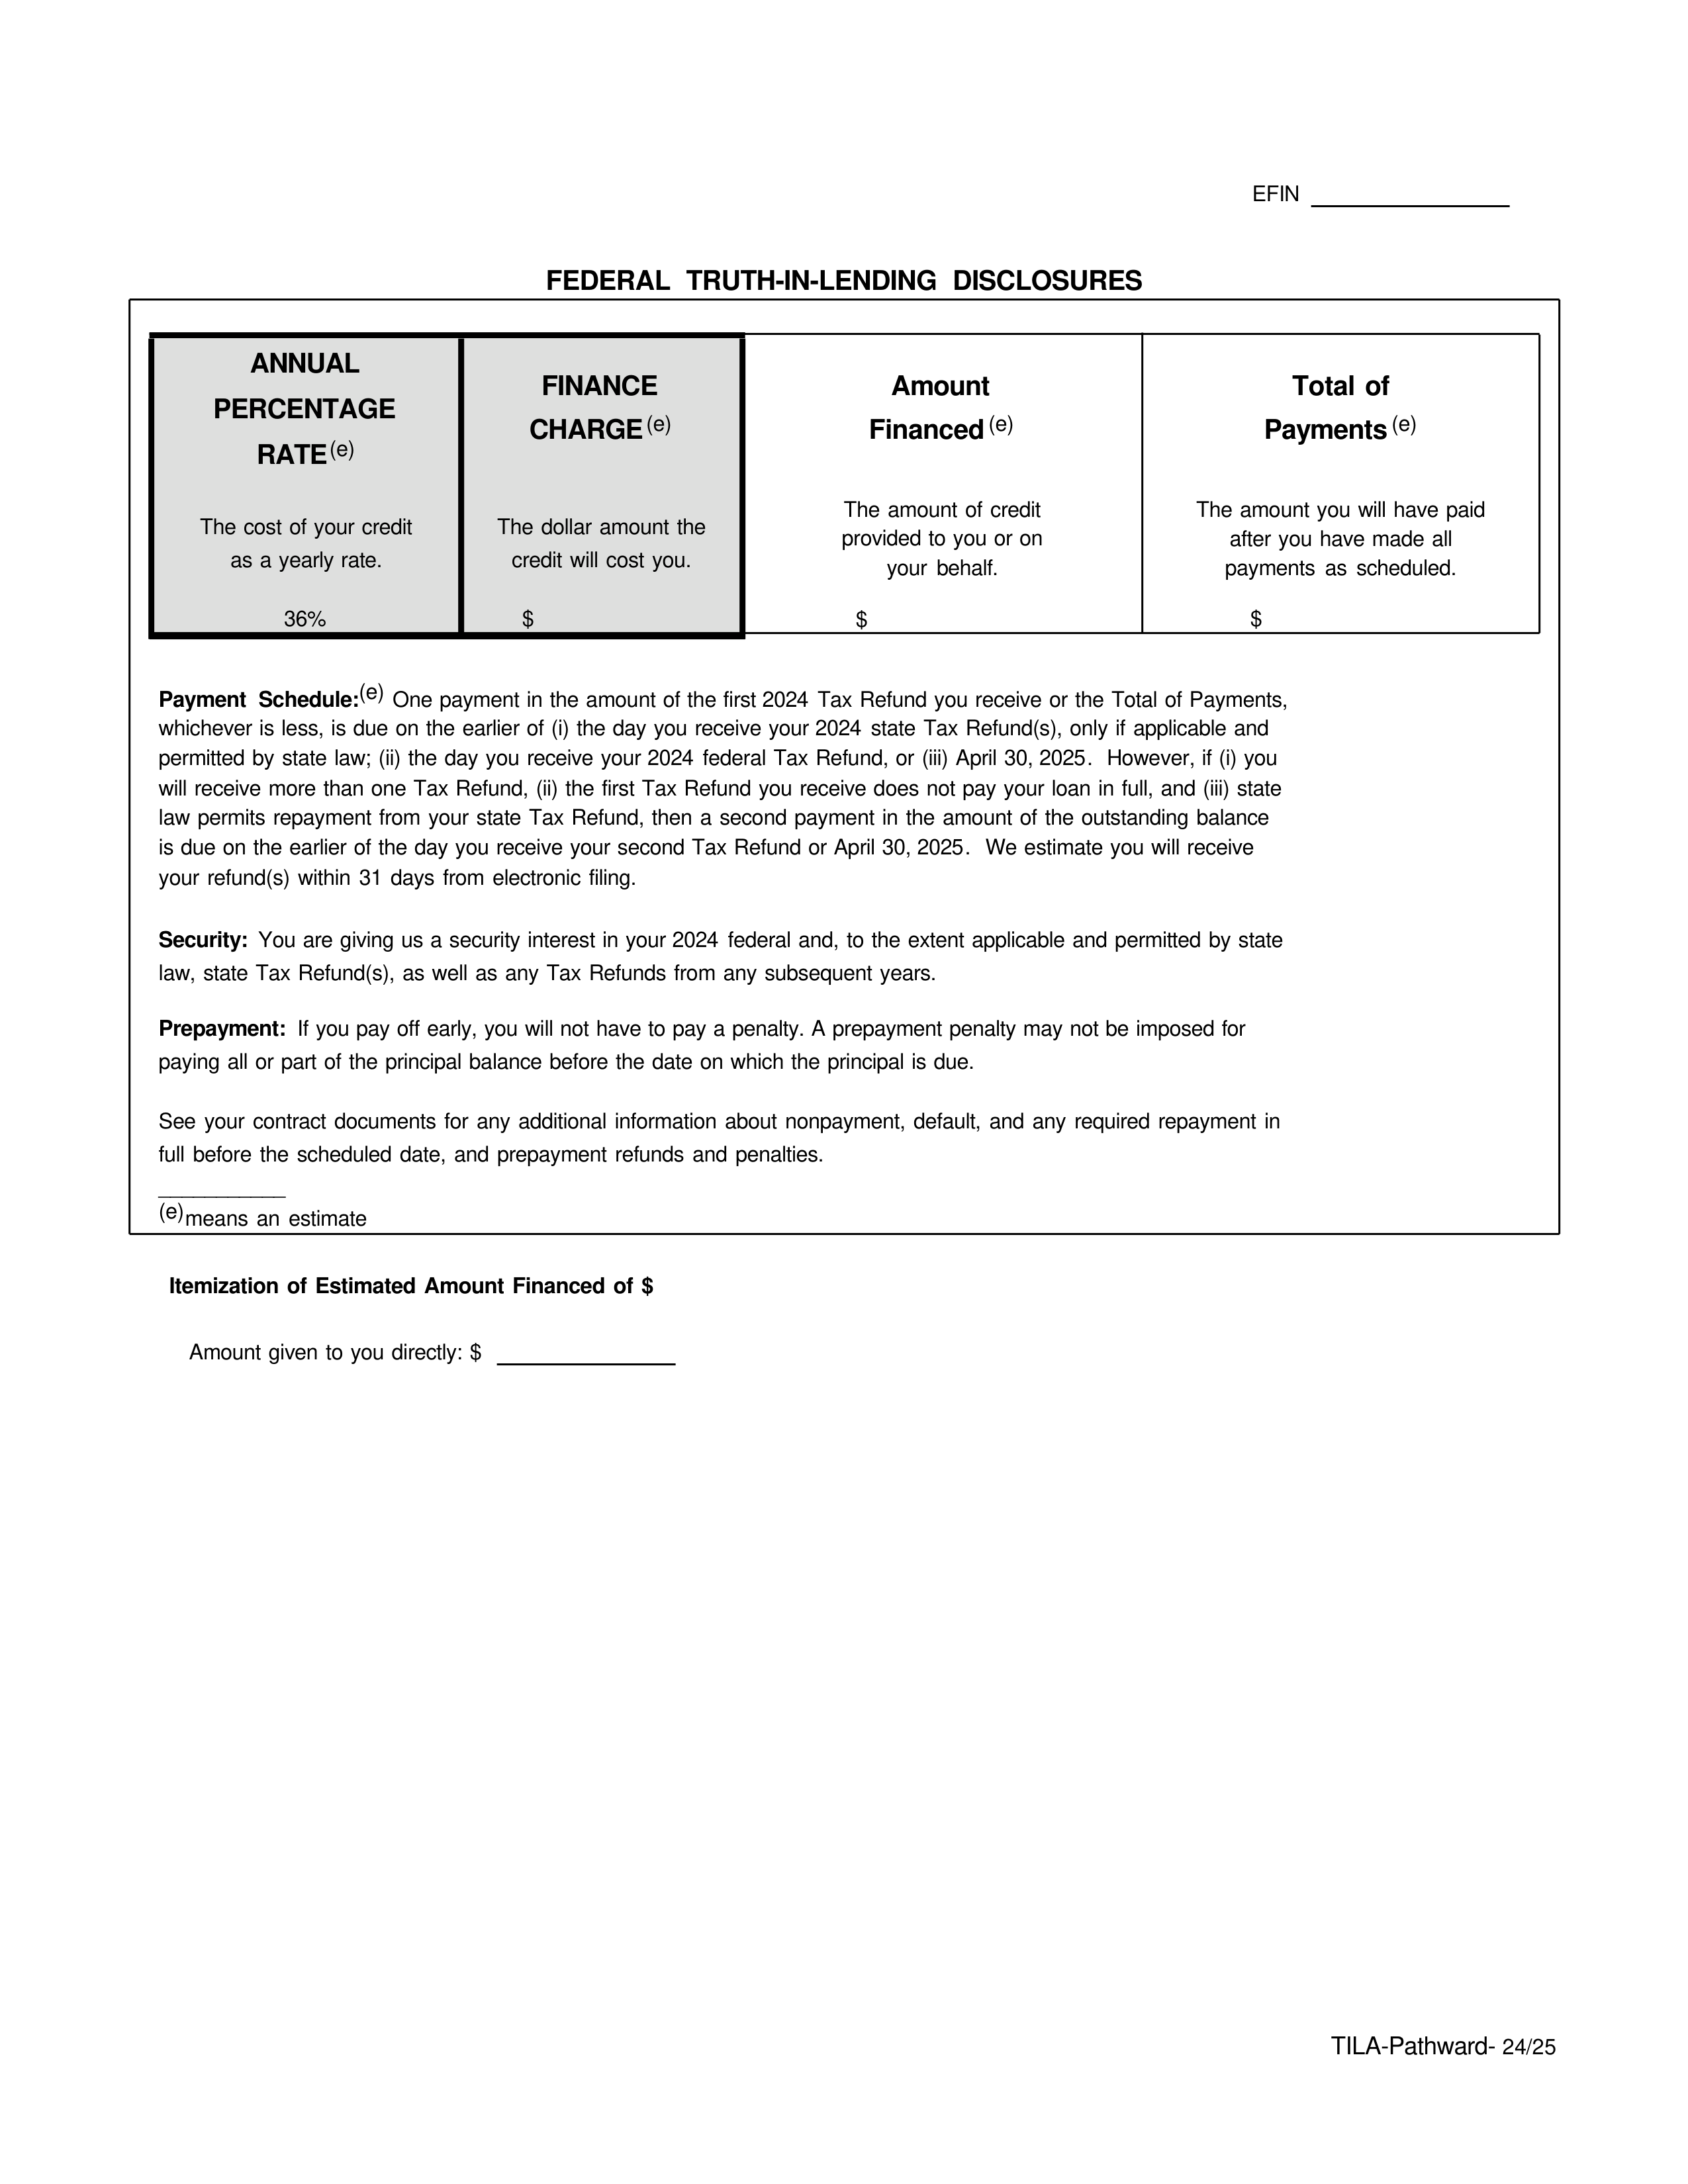 EFIN
FEDERAL TRUTH-IN-LENDING DISCLOSURES
ANNUAL
PERCENTAGE
RATE(e)
The cost of your credit
as a yearly rate.
36%
FINANCE
CHARGE(e)
The dollar amount the
credit will cost you.
$
Amount
Financed(e)
The amount of credit
provided to you or on
your behalf.
$
Total of
Payments(e)
The amount you will have paid
after you have made all
payments as scheduled.
$
Payment Schedule:(e) One payment in the amount of the first 2024 Tax Refund you receive or the Total of Payments,
whichever is less, is due on the earlier of (i) the day you receive your 2024 state Tax Refund(s), only if applicable and
permitted by state law; (ii) the day you receive your 2024 federal Tax Refund, or (iii) April 30, 2025. However, if (i) you
will receive more than one Tax Refund, (ii) the first Tax Refund you receive does not pay your loan in full, and (iii) state
law permits repayment from your state Tax Refund, then a second payment in the amount of the outstanding balance
is due on the earlier of the day you receive your second Tax Refund or April 30, 2025. We estimate you will receive
your refund(s) within 31 days from electronic filing.
Security: You are giving us a security interest in your 2024 federal and, to the extent applicable and permitted by state
law, state Tax Refund(s), as well as any Tax Refunds from any subsequent years.
Prepayment: If you pay off early, you will not have to pay a penalty. A prepayment penalty may not be imposed for
paying all or part of the principal balance before the date on which the principal is due.
See your contract documents for any additional information about nonpayment, default, and any required repayment in
full before the scheduled date, and prepayment refunds and penalties.
(e)means an estimate
Itemization of Estimated Amount Financed of $
Amount given to you directly: $
TILA-Pathward- 24/25